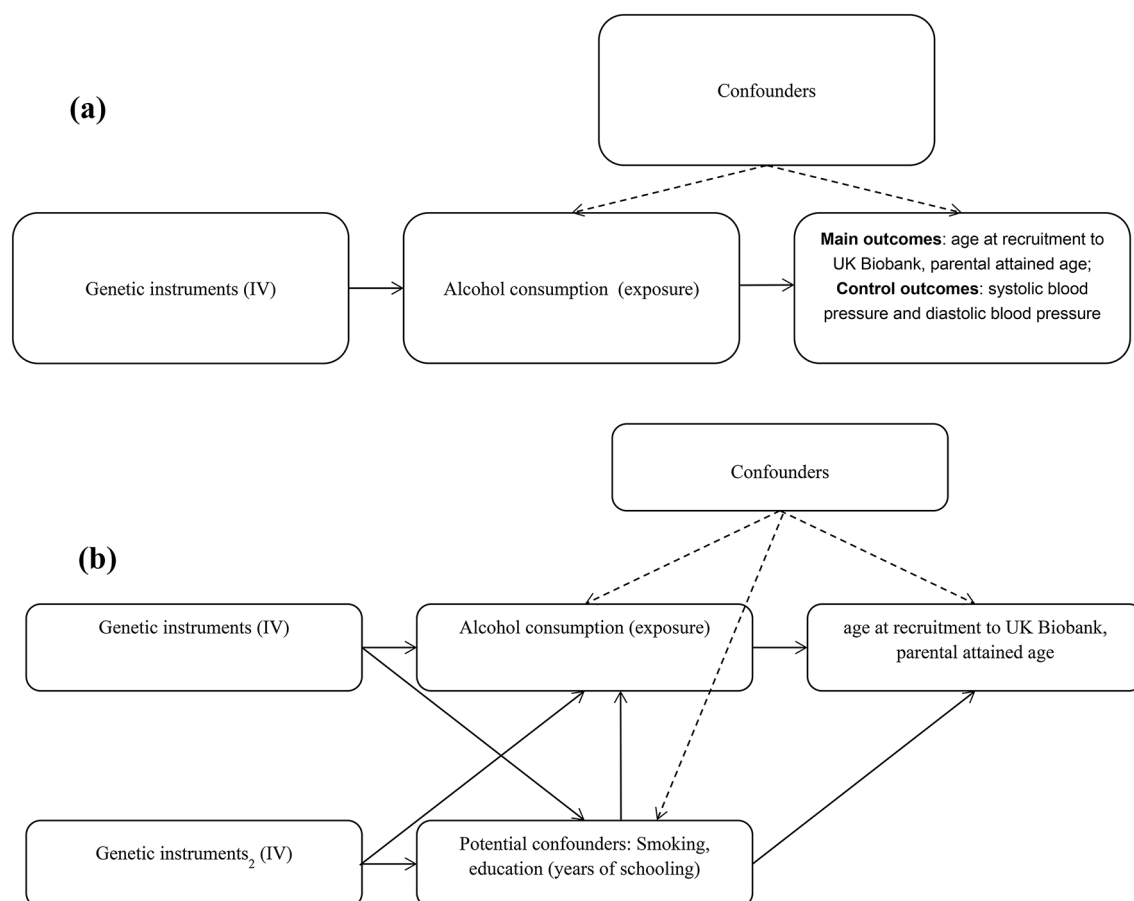 (a)
Confounders
Genetic instruments (IV)
Alcohol consumption (exposure)
Main outcomes: age at recruitment to
UK Biobank, parental attained age;
Control outcomes: systolic blood
pressure and diastolic blood pressure
(b)
Confounders
Genetic instruments (IV)
Alcohol consumption (exposure)
age at recruitment to UK Biobank,
parental attained age
Genetic instruments₂ (IV)
Potential confounders: Smoking,
education (years of schooling)